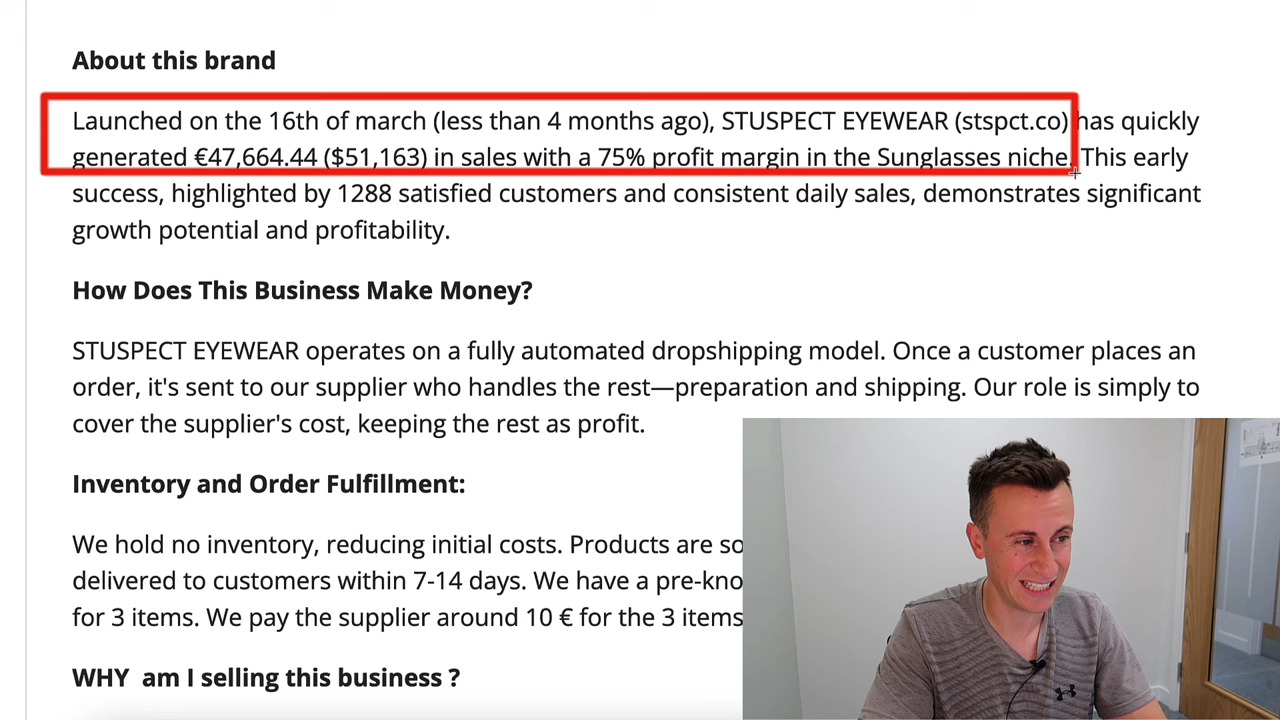 About this brand
Launched on the 16th of march (less than 4 months ago), STUSPECT EYEWEAR (stspct.co) has quickly
generated €47,664.44 ($51,163) in sales with a 75% profit margin in the Sunglasses niche. This early
success, highlighted by 1288 satisfied customers and consistent daily sales, demonstrates significant
growth potential and profitability.
How Does This Business Make Money?
STUSPECT EYEWEAR operates on a fully automated dropshipping model. Once a customer places an
order, it's sent to our supplier who handles the rest—preparation and shipping. Our role is simply to
cover the supplier's cost, keeping the rest as profit.
Inventory and Order Fulfillment:
We hold no inventory, reducing initial costs. Products are so
delivered to customers within 7-14 days. We have a pre-kno
for 3 items. We pay the supplier around 10 € for the 3 items
WHY am I selling this business ?